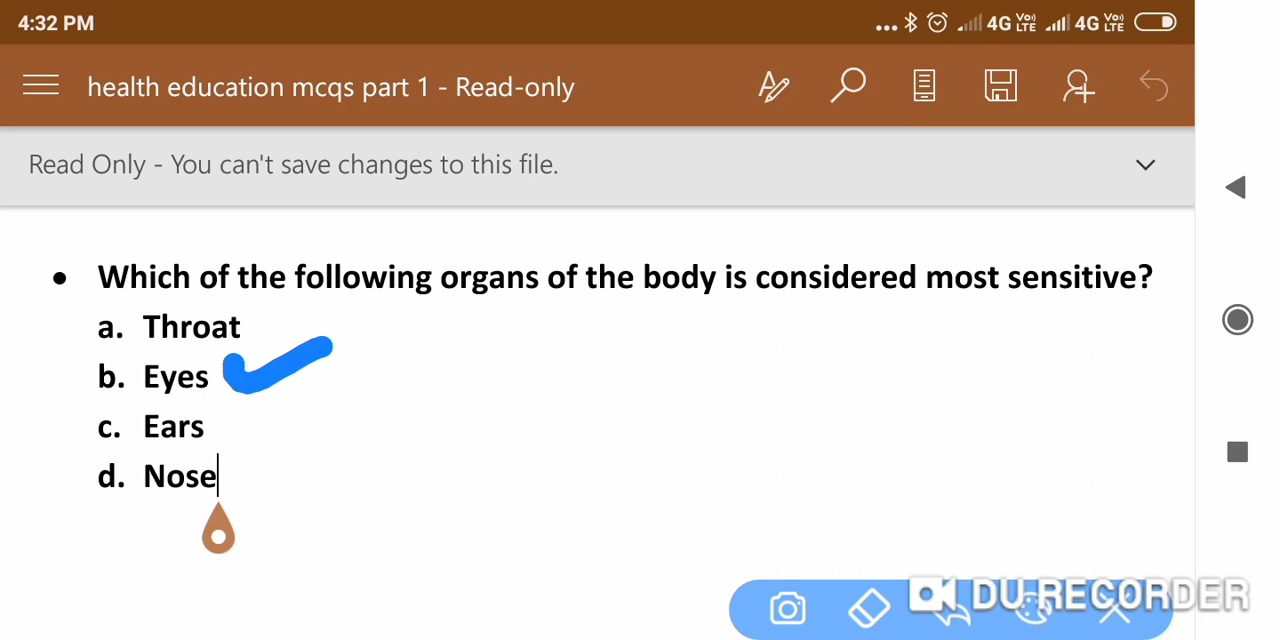 4:32 PM
4G Vo)) LTE 4G Vo)) LTE
health education mcqs part 1 - Read-only
Read Only - You can't save changes to this file.
• Which of the following organs of the body is considered most sensitive?
a. Throat
b. Eyes
c. Ears
d. Nose
DU RECORDER